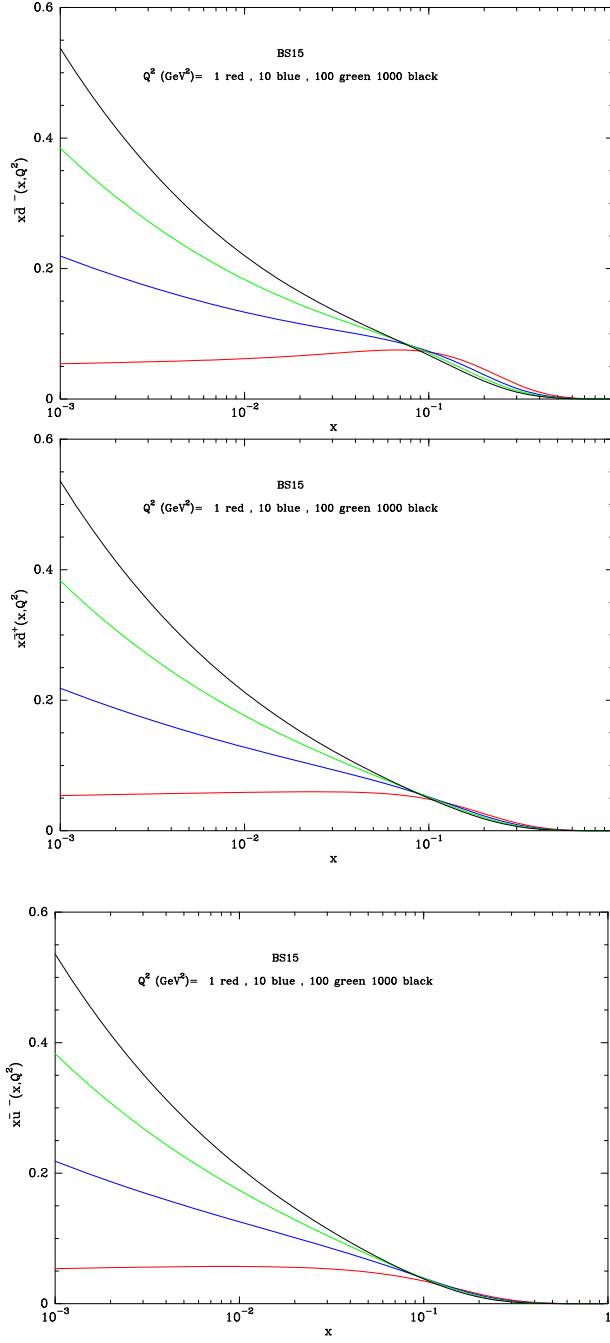 0.6
BS15
Q² (GeV²)= 1 red , 10 blue , 100 green 1000 black
0.4
xd̄ ⁻(x,Q²)
0.2
0
10⁻³ 10⁻² 10⁻¹
x
0.6
BS15
Q² (GeV²)= 1 red , 10 blue , 100 green 1000 black
0.4
xd̄⁺(x,Q²)
0.2
0
10⁻³ 10⁻² 10⁻¹
x
0.6
BS15
Q² (GeV²)= 1 red , 10 blue , 100 green 1000 black
0.4
xū ⁻(x,Q²)
0.2
0
10⁻³ 10⁻² 10⁻¹ 1
x